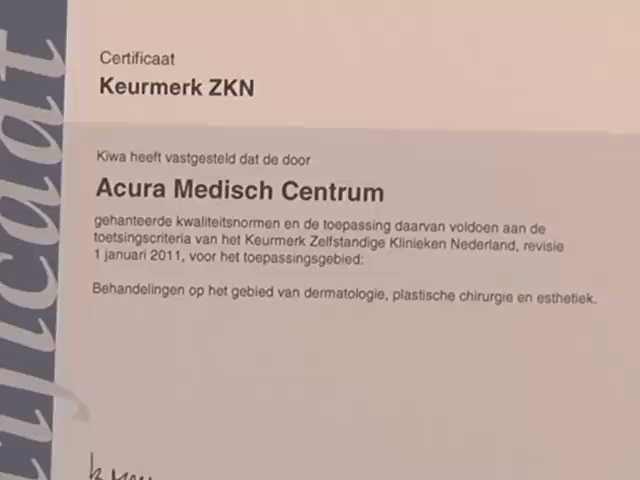 Certificaat
Keurmerk ZKN
Kiwa heeft vastgesteld dat de door
Acura Medisch Centrum
gehanteerde kwaliteitsnormen en de toepassing daarvan voldoen aan de
toetsingscriteria van het Keurmerk Zelfstandige Klinieken Nederland, revisie
1 januari 2011, voor het toepassingsgebied:
Behandelingen op het gebied van dermatologie, plastische chirurgie en esthetiek.